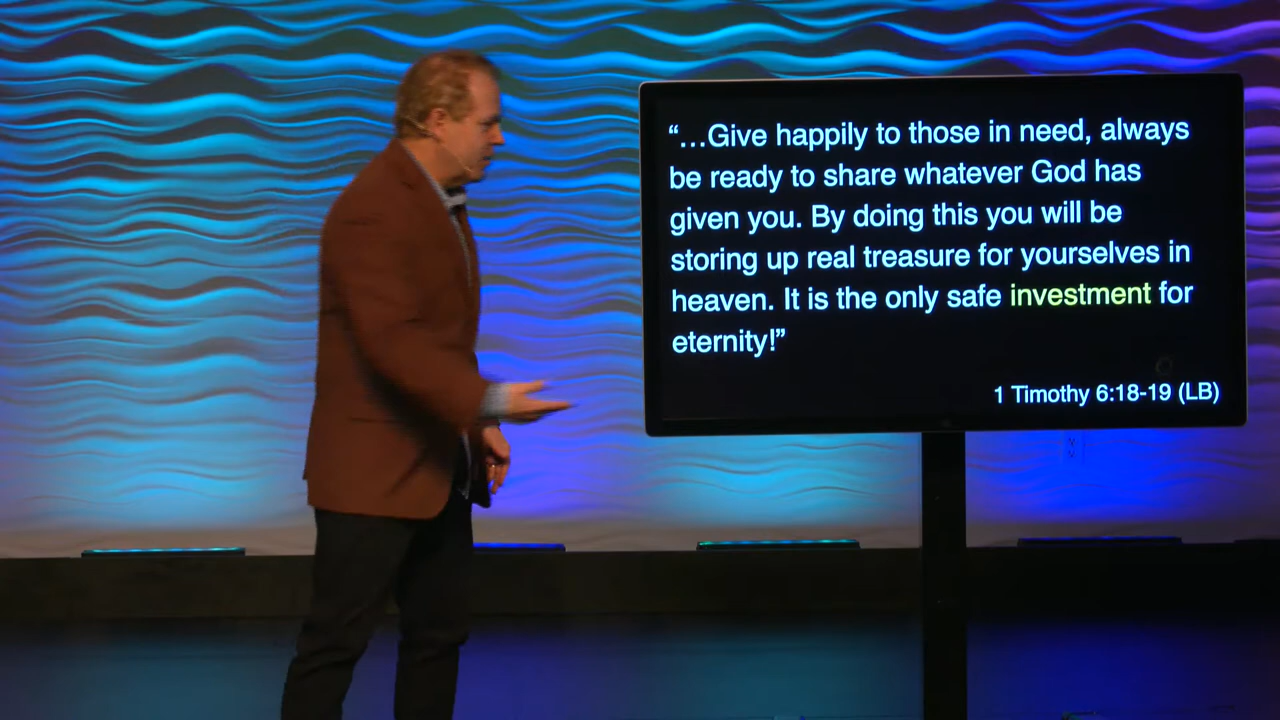 “…Give happily to those in need, always
be ready to share whatever God has
given you. By doing this you will be
storing up real treasure for yourselves in
heaven. It is the only safe investment for
eternity!”
1 Timothy 6:18-19 (LB)